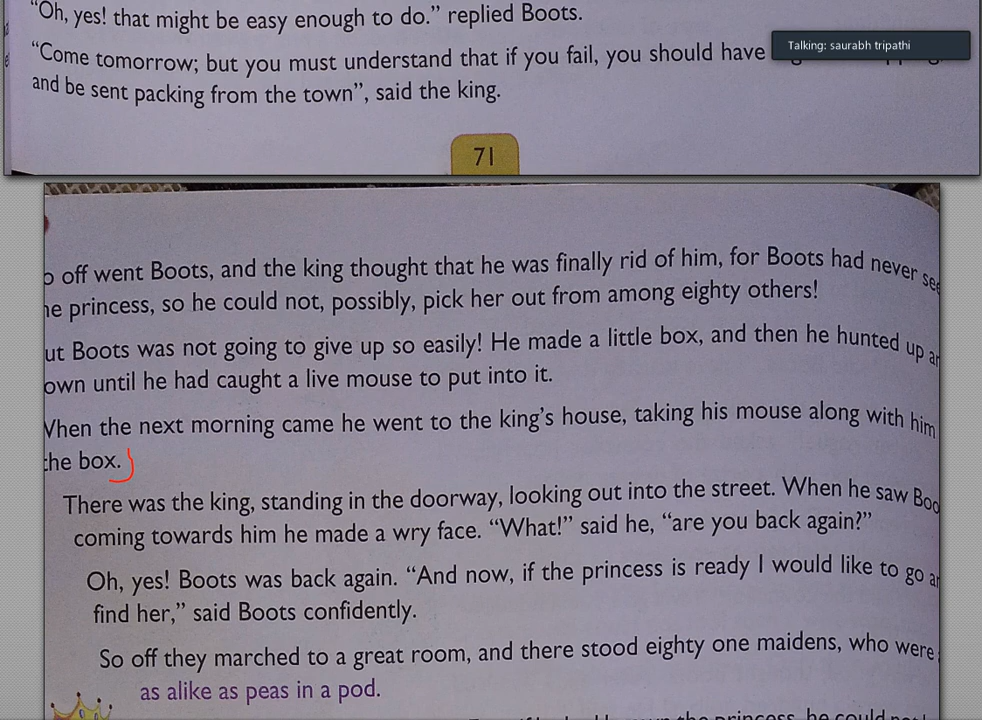 "Oh, yes! that might be easy enough to do." replied Boots.
"Come tomorrow; but you must understand that if you fail, you should have
Talking: saurabh tripathi
and be sent packing from the town", said the king.
71
off went Boots, and the king thought that he was finally rid of him, for Boots had never
princess, so he could not, possibly, pick her out from among eighty others!
ut Boots was not going to give up so easily! He made a little box, and then he hunted up
own until he had caught a live mouse to put into it.
When the next morning came he went to the king's house, taking his mouse along with him
the box.
There was the king, standing in the doorway, looking out into the street. When he saw Boo
coming towards him he made a wry face. "What!" said he, "are you back again?"
Oh, yes! Boots was back again. "And now, if the princess is ready I would like to go
find her," said Boots confidently.
So off they marched to a great room, and there stood eighty one maidens, who were
as alike as peas in a pod.
the princess, he could